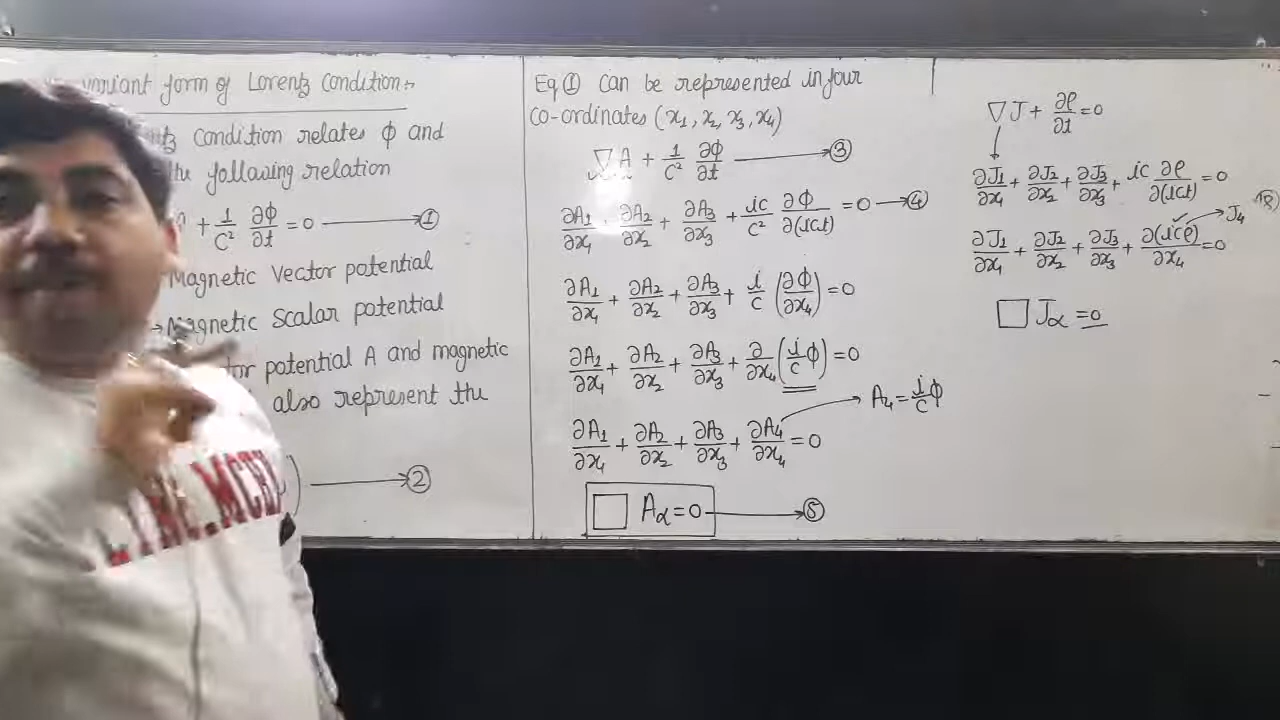 variant form of Lorentz Condition:-
Condition relates ϕ and
the following relation
+ 1/C² ∂ϕ/∂t = 0 ⟶ ①
Magnetic Vector potential
→ Magnetic Scalar potential
tor potential A and magnetic
also represent the
) ⟶ ②
Eq ① Can be represented in four
Co-ordinates (x₁, x₂, x₃, x₄)
∇ A + 1/C² ∂ϕ/∂t ⟶ ③
∂A₁/∂x₁ + ∂A₂/∂x₂ + ∂A₃/∂x₃ + ic/C² ∂ϕ/∂(ict) = 0 ⟶ ④
∂A₁/∂x₁ + ∂A₂/∂x₂ + ∂A₃/∂x₃ + i/c (∂ϕ/∂x₄) = 0
∂A₁/∂x₁ + ∂A₂/∂x₂ + ∂A₃/∂x₃ + ∂/∂x₄ (i/c ϕ) = 0
∂A₁/∂x₁ + ∂A₂/∂x₂ + ∂A₃/∂x₃ + ∂A₄/∂x₄ = 0 → A₄ = i/c ϕ
□ Aα = 0 ⟶ ⑤
∇ J + ∂ρ/∂t = 0
∂J₁/∂x₁ + ∂J₂/∂x₂ + ∂J₃/∂x₃ + ic ∂ρ/∂(ict) = 0
∂J₁/∂x₁ + ∂J₂/∂x₂ + ∂J₃/∂x₃ + ∂(icρ)/∂x₄ = 0 → J₄
□ Jα = 0